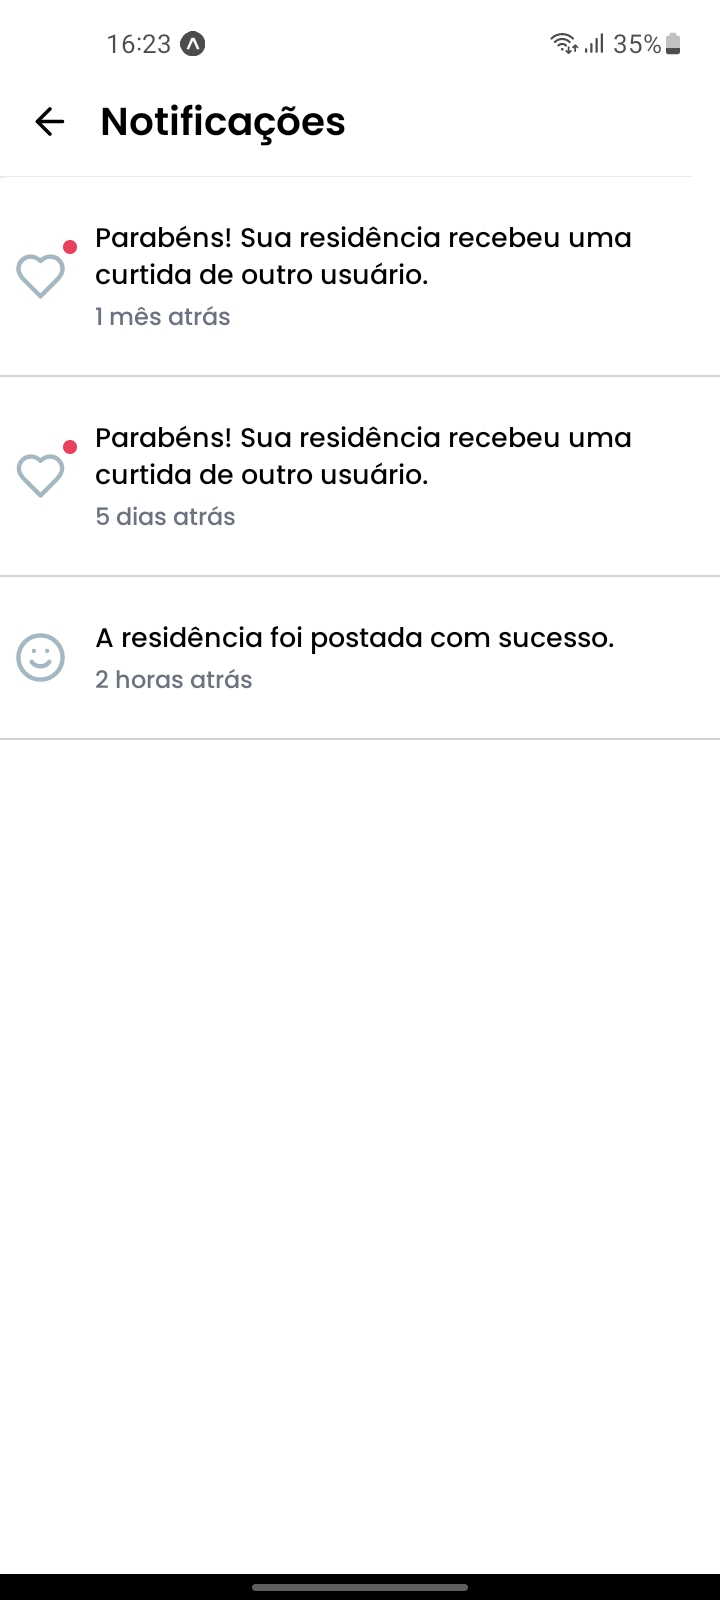 16:23
35%
Notificações
Parabéns! Sua residência recebeu uma
curtida de outro usuário.
1 mês atrás
Parabéns! Sua residência recebeu uma
curtida de outro usuário.
5 dias atrás
A residência foi postada com sucesso.
2 horas atrás